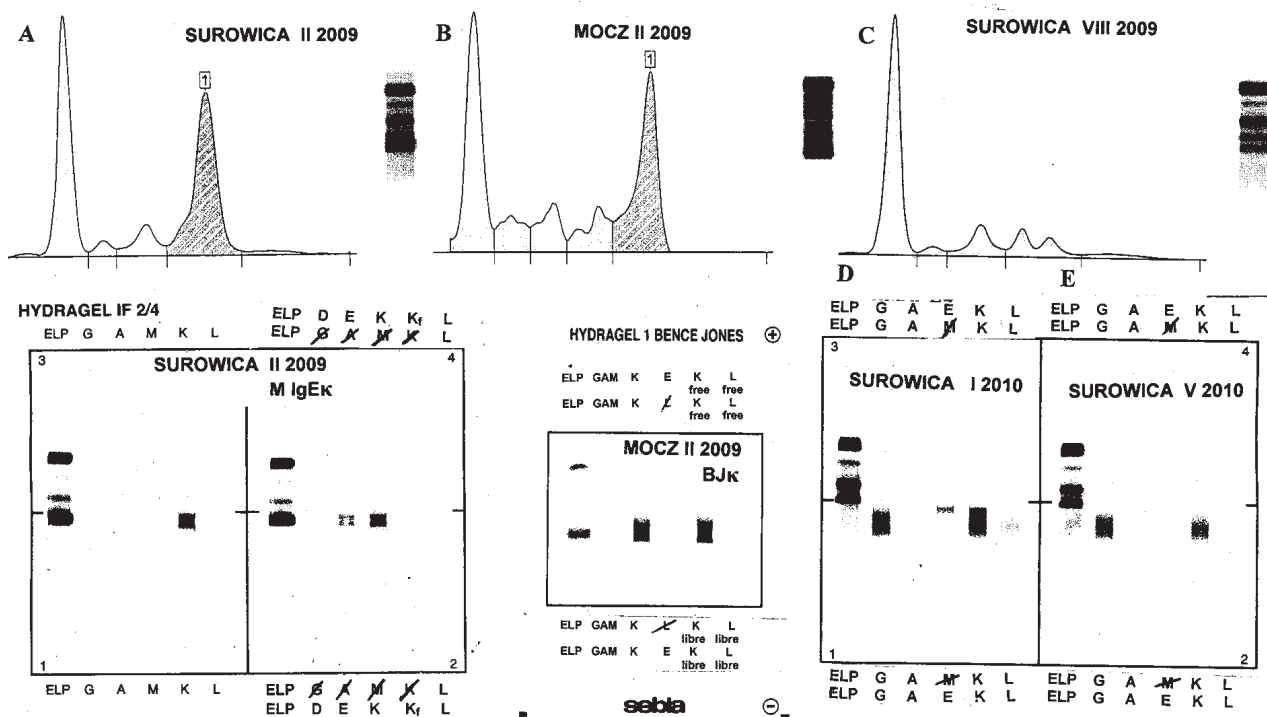 A
SUROWICA II 2009
1
B
MOCZ II 2009
1
C
SUROWICA VIII 2009
HYDRAGEL IF 2/4
ELP G A M K L
ELP D E K Kf L
ELP G A M K L
3
4
SUROWICA II 2009
M IgEκ
1
2
ELP G A M K L
ELP G A M K L
ELP D E K Kf L
HYDRAGEL 1 BENCE JONES +
ELP GAM K E K L
free free
ELP GAM K L K L
free free
MOCZ II 2009
BJκ
ELP GAM K L K L
libre libre
ELP GAM K E K L
libre libre
sebia −
D
E
ELP G A E K L
ELP G A M K L
ELP G A E K L
ELP G A M K L
3
4
SUROWICA I 2010
SUROWICA V 2010
1
2
ELP G A M K L
ELP G A E K L
ELP G A M K L
ELP G A E K L